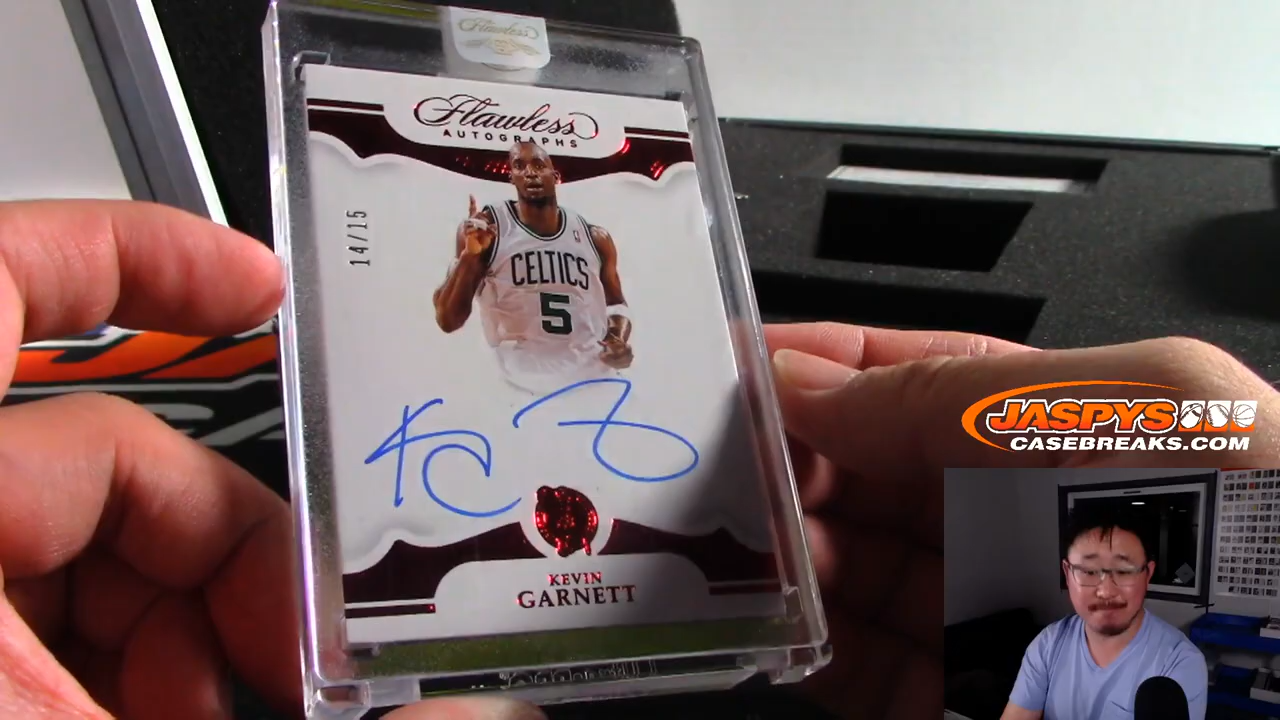 Flawless
Flawless
AUTOGRAPHS
14/15
CELTICS
5
KEVIN
GARNETT
JASPYS
CASEBREAKS.COM